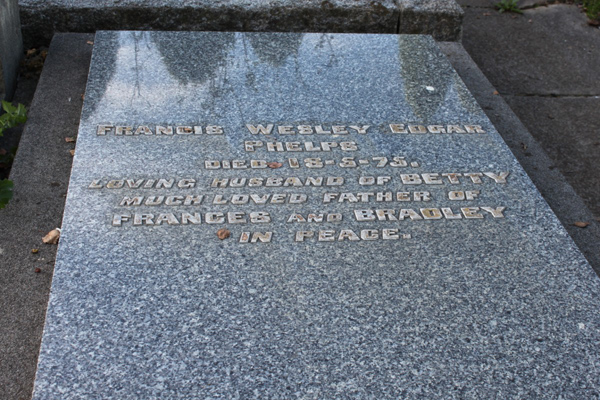 FRANCIS WESLEY EDGAR
PHELPS
DIED 18-5-75.
LOVING HUSBAND OF BETTY
MUCH LOVED FATHER OF
FRANCES AND BRADLEY
IN PEACE.